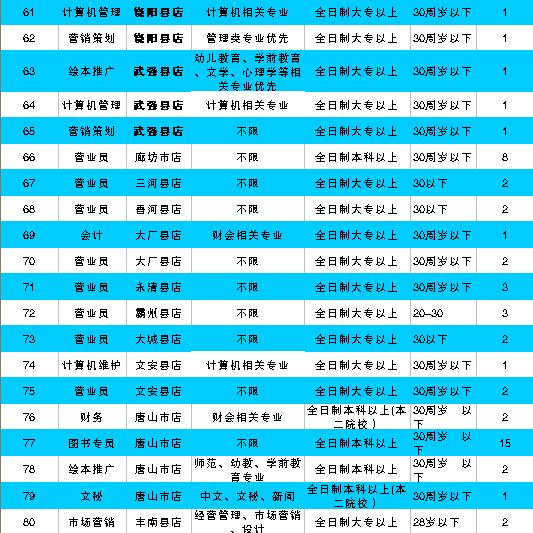 61 计算机管理 饶阳县店 计算机相关专业 全日制大专以上 30周岁以下 1
62 营销策划 饶阳县店 管理类专业优先 全日制大专以上 30周岁以下 1
63 绘本推广 武强县店 幼儿教育、学前教育 全日制大专以上 30周岁以下 1
、文学、心理学等相
关专业优先
64 计算机管理 武强县店 计算机相关专业 全日制大专以上 30周岁以下 1
65 营销策划 武强县店 不限 全日制大专以上 30周岁以下 1
66 营业员 廊坊市店 不限 全日制本科以上 30周岁以下 8
67 营业员 三河县店 不限 全日制大专以上 30以下 2
68 营业员 香河县店 不限 全日制大专以上 30以下 2
69 会计 大厂县店 财会相关专业 全日制大专以上 30周岁以下 1
70 营业员 大厂县店 不限 全日制大专以上 30周岁以下 2
71 营业员 永清县店 不限 全日制大专以上 30周岁以下 3
72 营业员 霸州县店 不限 全日制大专以上 20-30 3
73 营业员 大城县店 不限 全日制大专以上 30以下 2
74 计算机维护 文安县店 计算机相关专业 全日制大专以上 30周岁以下 1
75 营业员 文安县店 不限 全日制大专以上 30周岁以下 2
76 财务 唐山市店 财会相关专业 全日制本科以上(本 30周岁 以 2
二院校) 下
77 图书专员 唐山市店 不限 全日制本科以上 30周岁 以 15
下
78 绘本推广 唐山市店 师范、幼教、学前教 全日制本科以上 30周岁 以 2
育专业 下
79 文秘 唐山市店 中文、文秘、新闻 全日制本科以上(本 30周岁以下 1
二院校)
80 市场营销 丰南县店 经营管理、市场营销 全日制大专以上 28岁以下 2
、设计